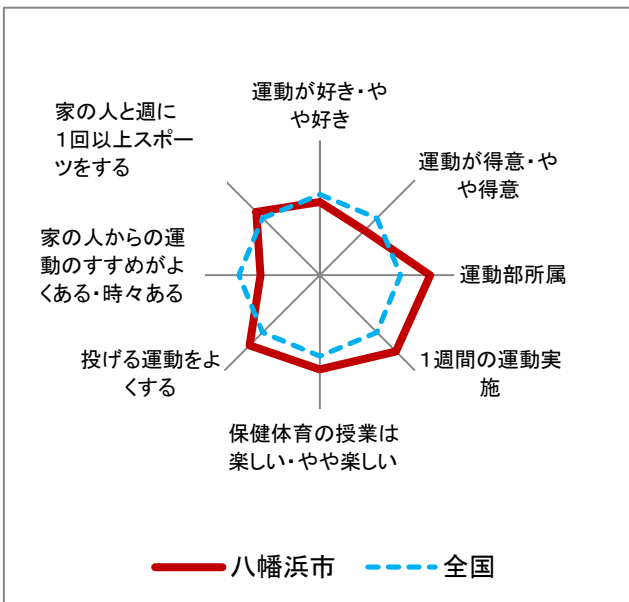 運動が好き・や
や好き
運動が得意・や
や得意
運動部所属
１週間の運動実
施
保健体育の授業は
楽しい・やや楽しい
投げる運動をよ
くする
家の人からの運
動のすすめがよ
くある・時々ある
家の人と週に
１回以上スポー
ツをする
八幡浜市
全国